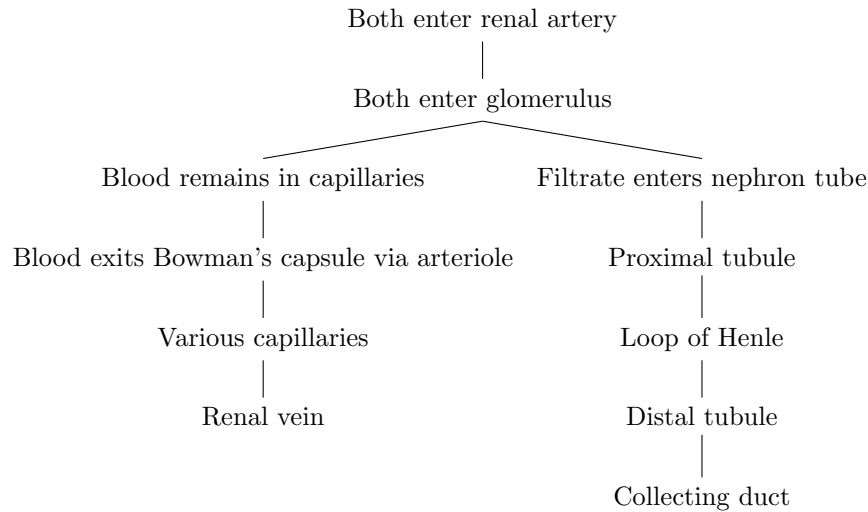 Both enter renal artery
Both enter glomerulus
Blood remains in capillaries
Filtrate enters nephron tube
Blood exits Bowman's capsule via arteriole
Proximal tubule
Various capillaries
Loop of Henle
Renal vein
Distal tubule
Collecting duct